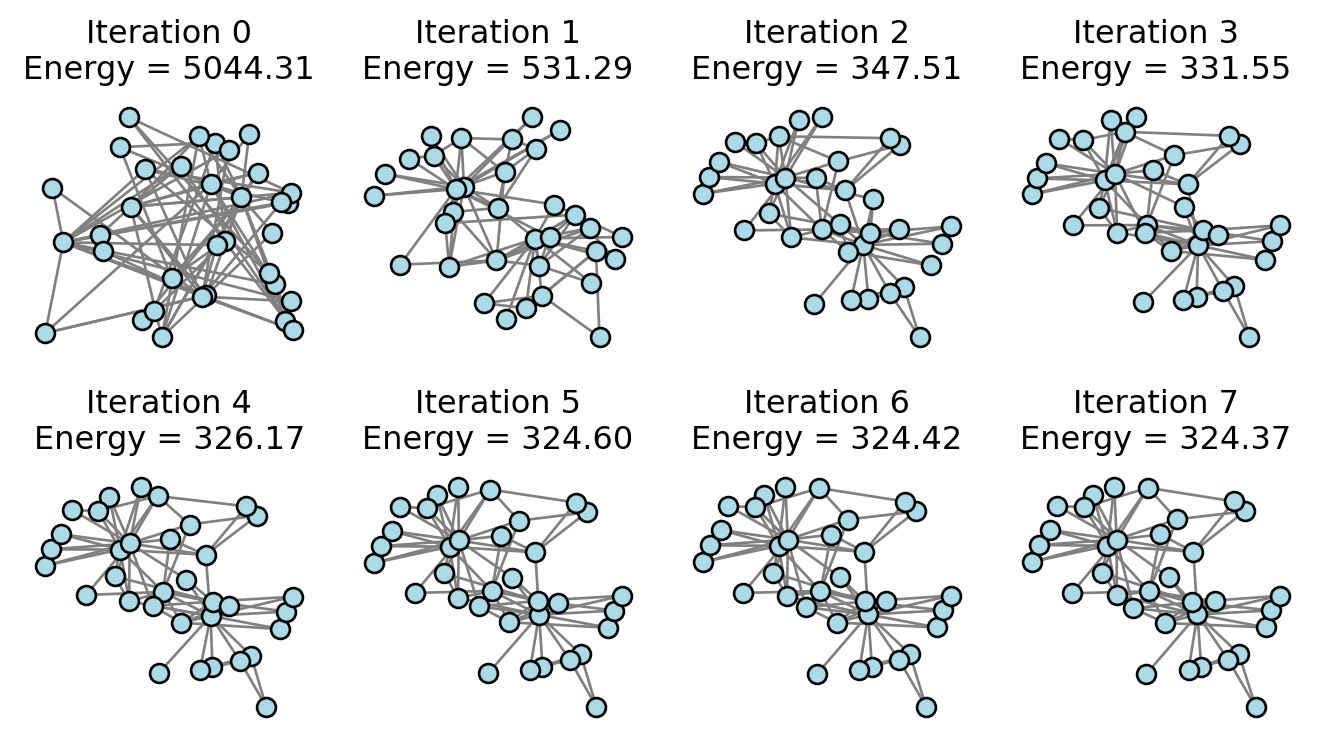 Iteration 0
Energy = 5044.31
Iteration 1
Energy = 531.29
Iteration 2
Energy = 347.51
Iteration 3
Energy = 331.55
Iteration 4
Energy = 326.17
Iteration 5
Energy = 324.60
Iteration 6
Energy = 324.42
Iteration 7
Energy = 324.37